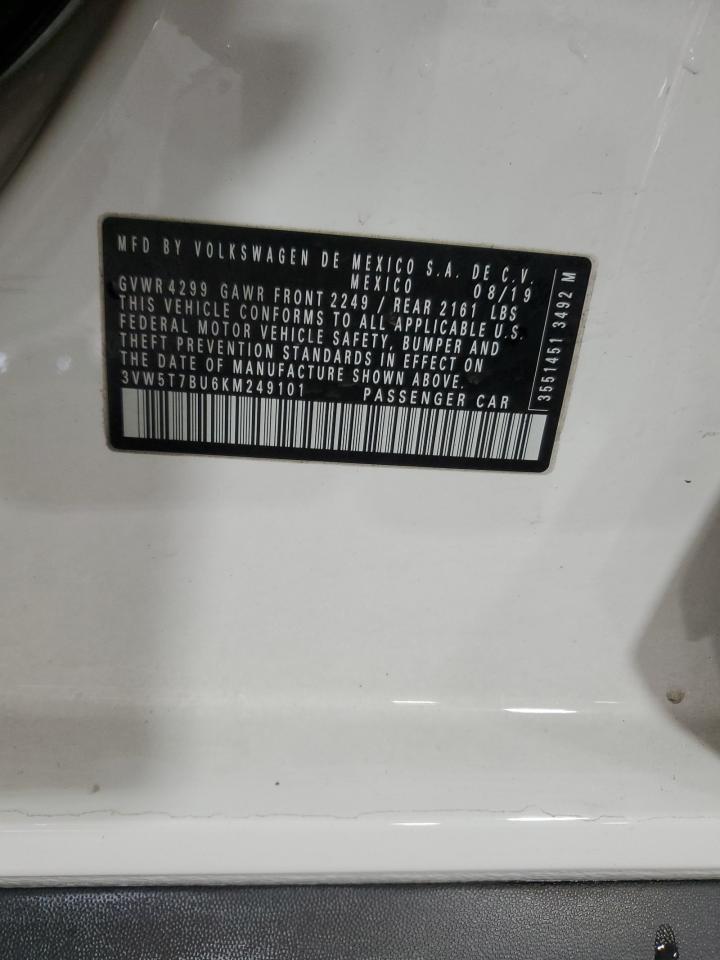 MFD BY VOLKSWAGEN DE MEXICO S.A. DE C.V.
MEXICO 08/19
GVWR 4299 GAWR FRONT 2249 / REAR 2161 LBS
THIS VEHICLE CONFORMS TO ALL APPLICABLE U.S.
FEDERAL MOTOR VEHICLE SAFETY, BUMPER AND
THEFT PREVENTION STANDARDS IN EFFECT ON
THE DATE OF MANUFACTURE SHOWN ABOVE.
3VW5T7BU6KM249101 PASSENGER CAR
3551451 3492 M